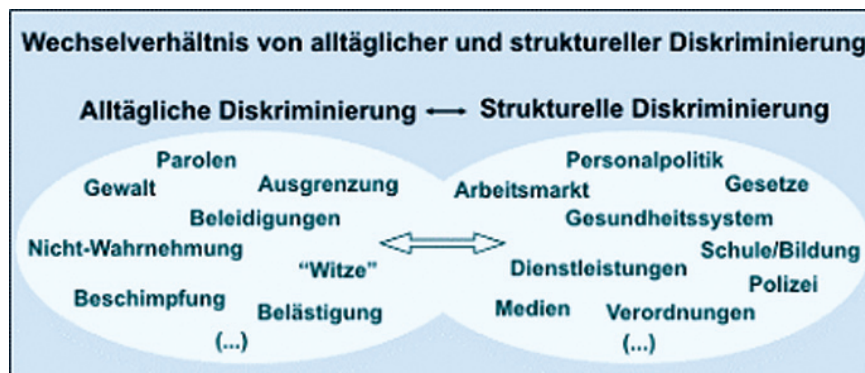 Wechselverhältnis von alltäglicher und struktureller Diskriminierung
Alltägliche Diskriminierung ↔ Strukturelle Diskriminierung
Parolen
Gewalt
Ausgrenzung
Beleidigungen
Nicht-Wahrnehmung
“Witze”
Beschimpfung
Belästigung
(...)
Personalpolitik
Arbeitsmarkt
Gesetze
Gesundheitssystem
Schule/Bildung
Dienstleistungen
Polizei
Medien
Verordnungen
(...)